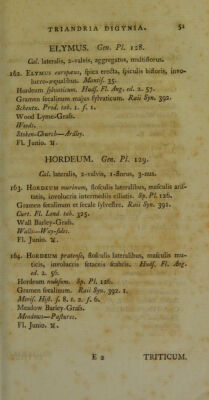 TRIANDRIA DIGYNIA. 51
ELYMUS. Gen. Pl. 128.
Cal. lateralis, 2-valvis, aggregatus, multiflorus.
162. ELYMUS europæus, spica erecta, spiculis bifloris, invo-
lucro-æqualibus. Mantiss. 35.
Hordeum sylvaticum. Hudf. Fl. Ang. ed. 2. 57.
Gramen secalinum majus sylvaticum. Raii Syn. 392.
Scheutz. Prod. tab. 1. f. 1.
Wood Lyme-Grass.
Woods.
Stoken-Church—Ardley.
Fl. Junio. ♃.
HORDEUM. Gen. Pl. 129.
Cal. lateralis, 2-valvis, 1-florus, 3-nus.
163. HORDEUM murinum, flosculis lateralibus, masculis aris-
tatis, involucris intermediis ciliatis. Sp. Pl. 126.
Gramen secalinum et secale sylvestre. Raii Syn. 391.
Curt. Fl. Lond. tab. 325.
Wall Barley-Grass.
Walls—Way-sides.
Fl. Junio. ♃.
164. HORDEUM pratense, flosculis lateralibus, masculis mu-
ticis, involucris setaceis scabris. Hudf. Fl. Ang.
ed. 2. 56.
Hordeum nodosum. Sp. Pl. 126.
Gramen secalinum. Raii Syn. 392. 1.
Moris. Hist. s. 8. t. 2. f. 6.
Meadow Barley-Grass.
Meadows—Pastures.
Fl. Junio. ♃.
E 2 TRITICUM.